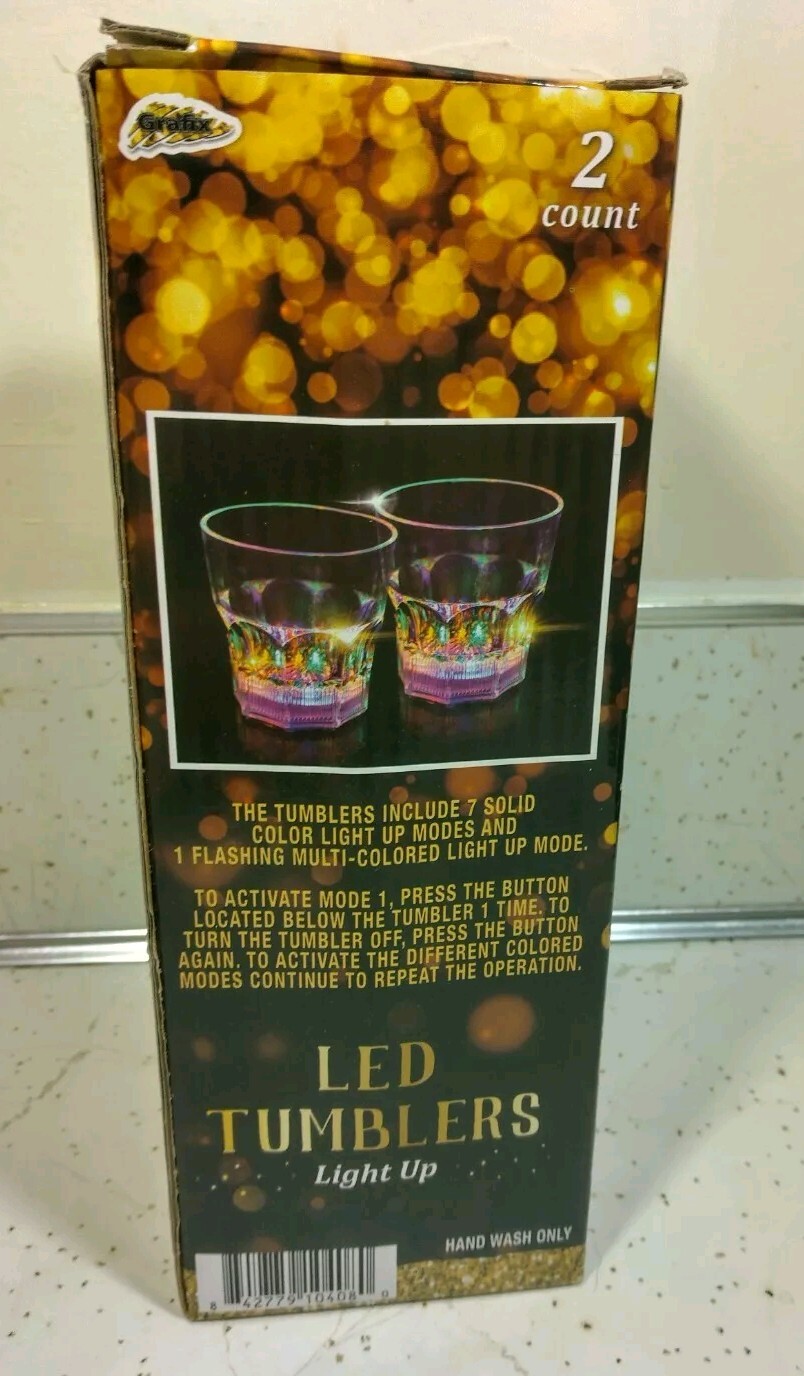 Grafix
2
count
THE TUMBLERS INCLUDE 7 SOLID
COLOR LIGHT UP MODES AND
1 FLASHING MULTI-COLORED LIGHT UP MODE.
TO ACTIVATE MODE 1, PRESS THE BUTTON
LOCATED BELOW THE TUMBLER 1 TIME. TO
TURN THE TUMBLER OFF, PRESS THE BUTTON
AGAIN. TO ACTIVATE THE DIFFERENT COLORED
MODES CONTINUE TO REPEAT THE OPERATION.
LED
TUMBLERS
Light Up
HAND WASH ONLY
8 42779 10408 0